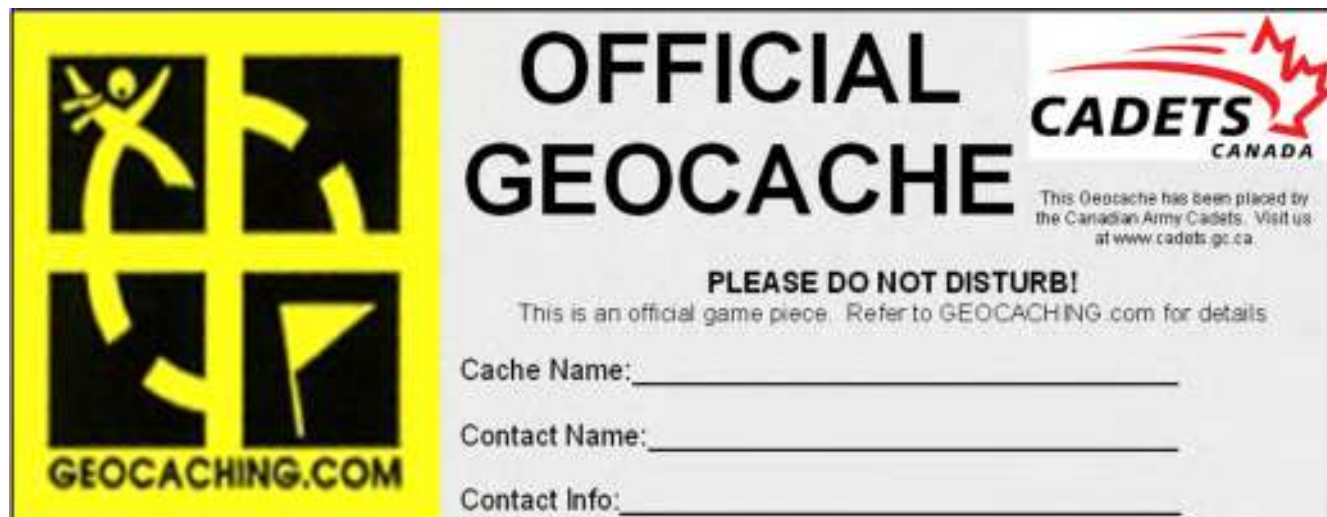 GEOCACHING.COM
OFFICIAL
GEOCACHE
CADETS
CANADA
This Geocache has been placed by
the Canadian Army Cadets. Visit us
at www.cadets.gc.ca
PLEASE DO NOT DISTURB!
This is an official game piece. Refer to GEOCACHING.com for details
Cache Name:
Contact Name:
Contact Info: